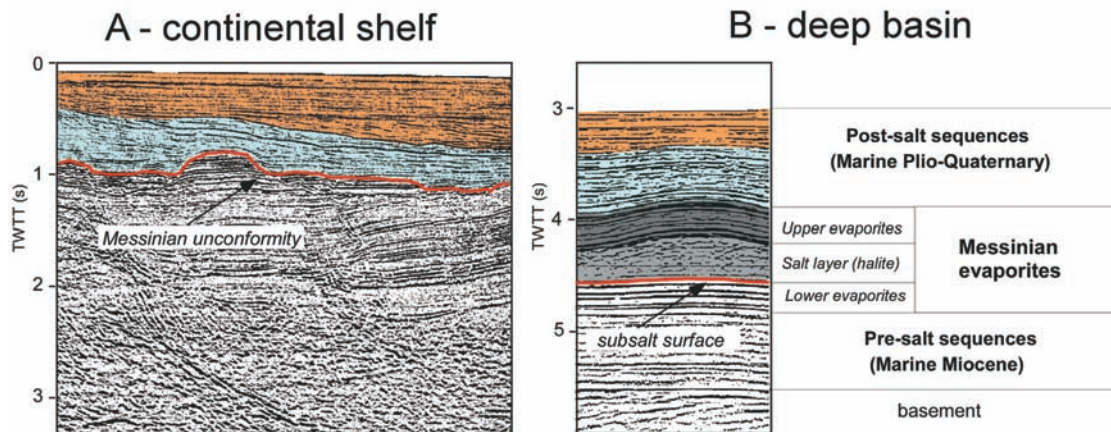 A - continental shelf
0
1
2
3
TWTT (s)
Messinian unconformity
B - deep basin
3
4
5
TWTT (s)
subsalt surface
Post-salt sequences
(Marine Plio-Quaternary)
Upper evaporites
Salt layer (halite)
Lower evaporites
Messinian
evaporites
Pre-salt sequences
(Marine Miocene)
basement